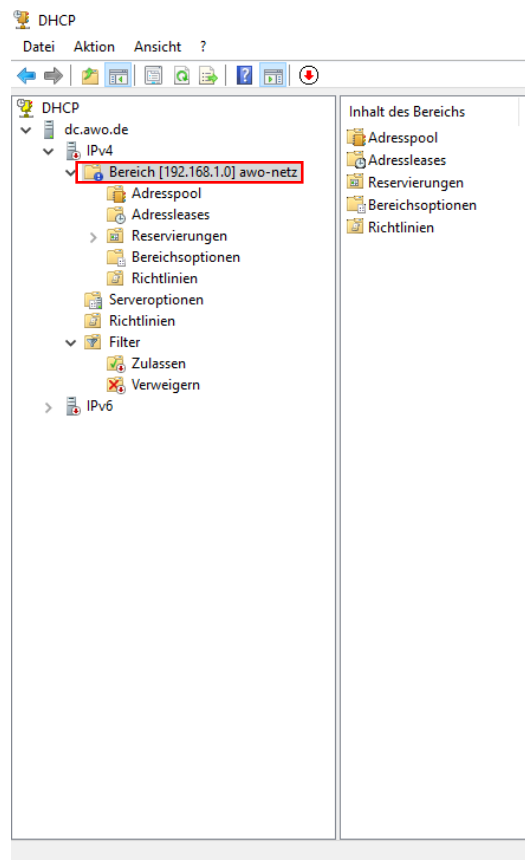 DHCP
Datei Aktion Ansicht ?
DHCP
dc.awo.de
IPv4
Bereich [192.168.1.0] awo-netz
Adresspool
Adressleases
Reservierungen
Bereichsoptionen
Richtlinien
Serveroptionen
Richtlinien
Filter
Zulassen
Verweigern
IPv6
Inhalt des Bereichs
Adresspool
Adressleases
Reservierungen
Bereichsoptionen
Richtlinien